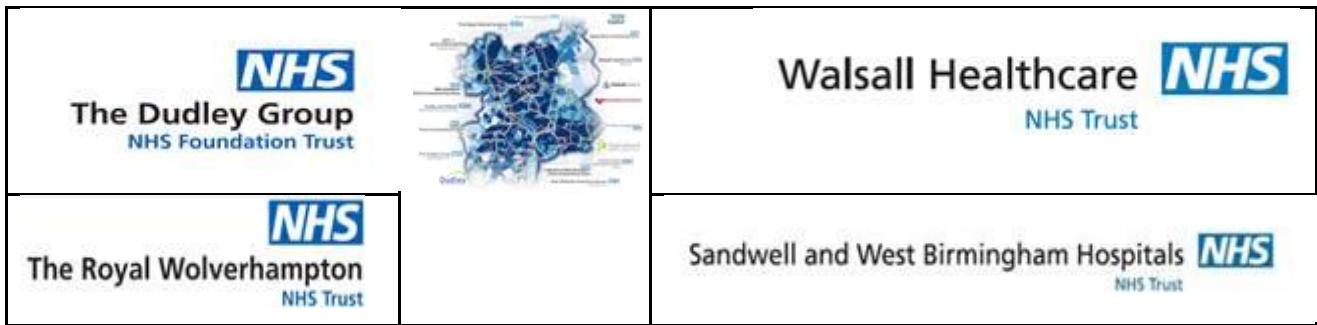 NHS
The Dudley Group
NHS Foundation Trust
Dudley
Walsall Healthcare NHS
NHS Trust
NHS
The Royal Wolverhampton
NHS Trust
Sandwell and West Birmingham Hospitals NHS
NHS Trust